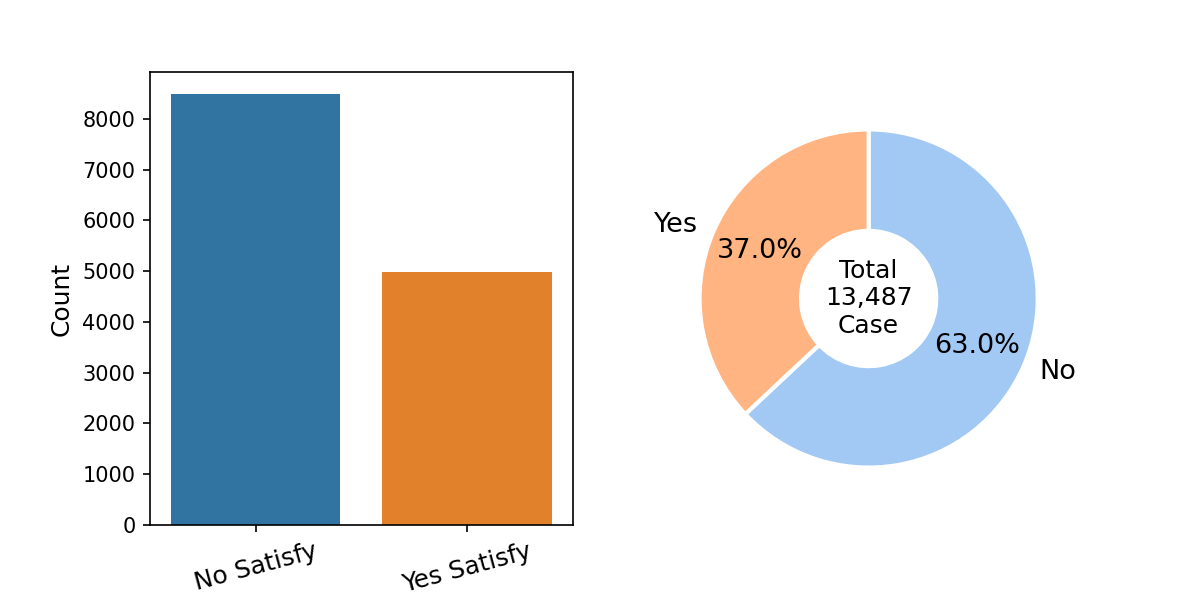 Count
8000
7000
6000
5000
4000
3000
2000
1000
0
No Satisfy
Yes Satisfy
Yes
37.0%
Total
13,487
Case
63.0%
No